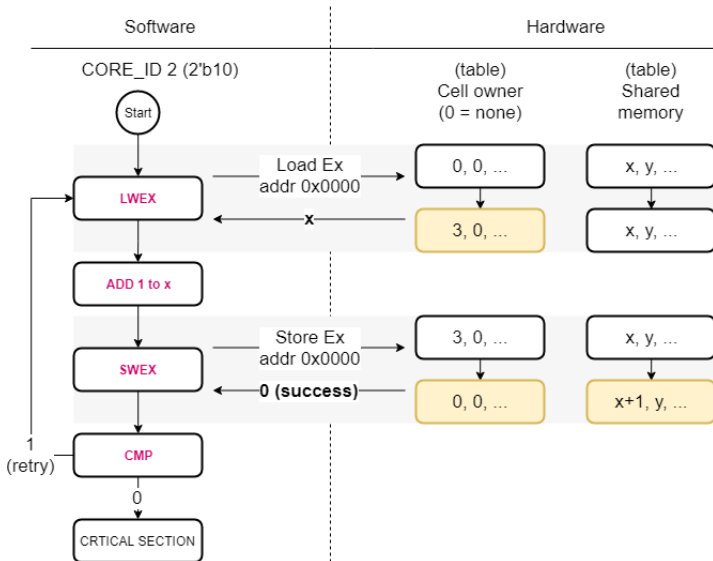 Software
Hardware
CORE_ID 2 (2'b10)
(table)
Cell owner
(0 = none)
(table)
Shared
memory
Start
Load Ex
addr 0x0000
0, 0, ...
x, y, ...
LWEX
x
3, 0, ...
x, y, ...
ADD 1 to x
Store Ex
addr 0x0000
3, 0, ...
x, y, ...
SWEX
0 (success)
0, 0, ...
x+1, y, ...
1
(retry)
CMP
0
CRTICAL SECTION